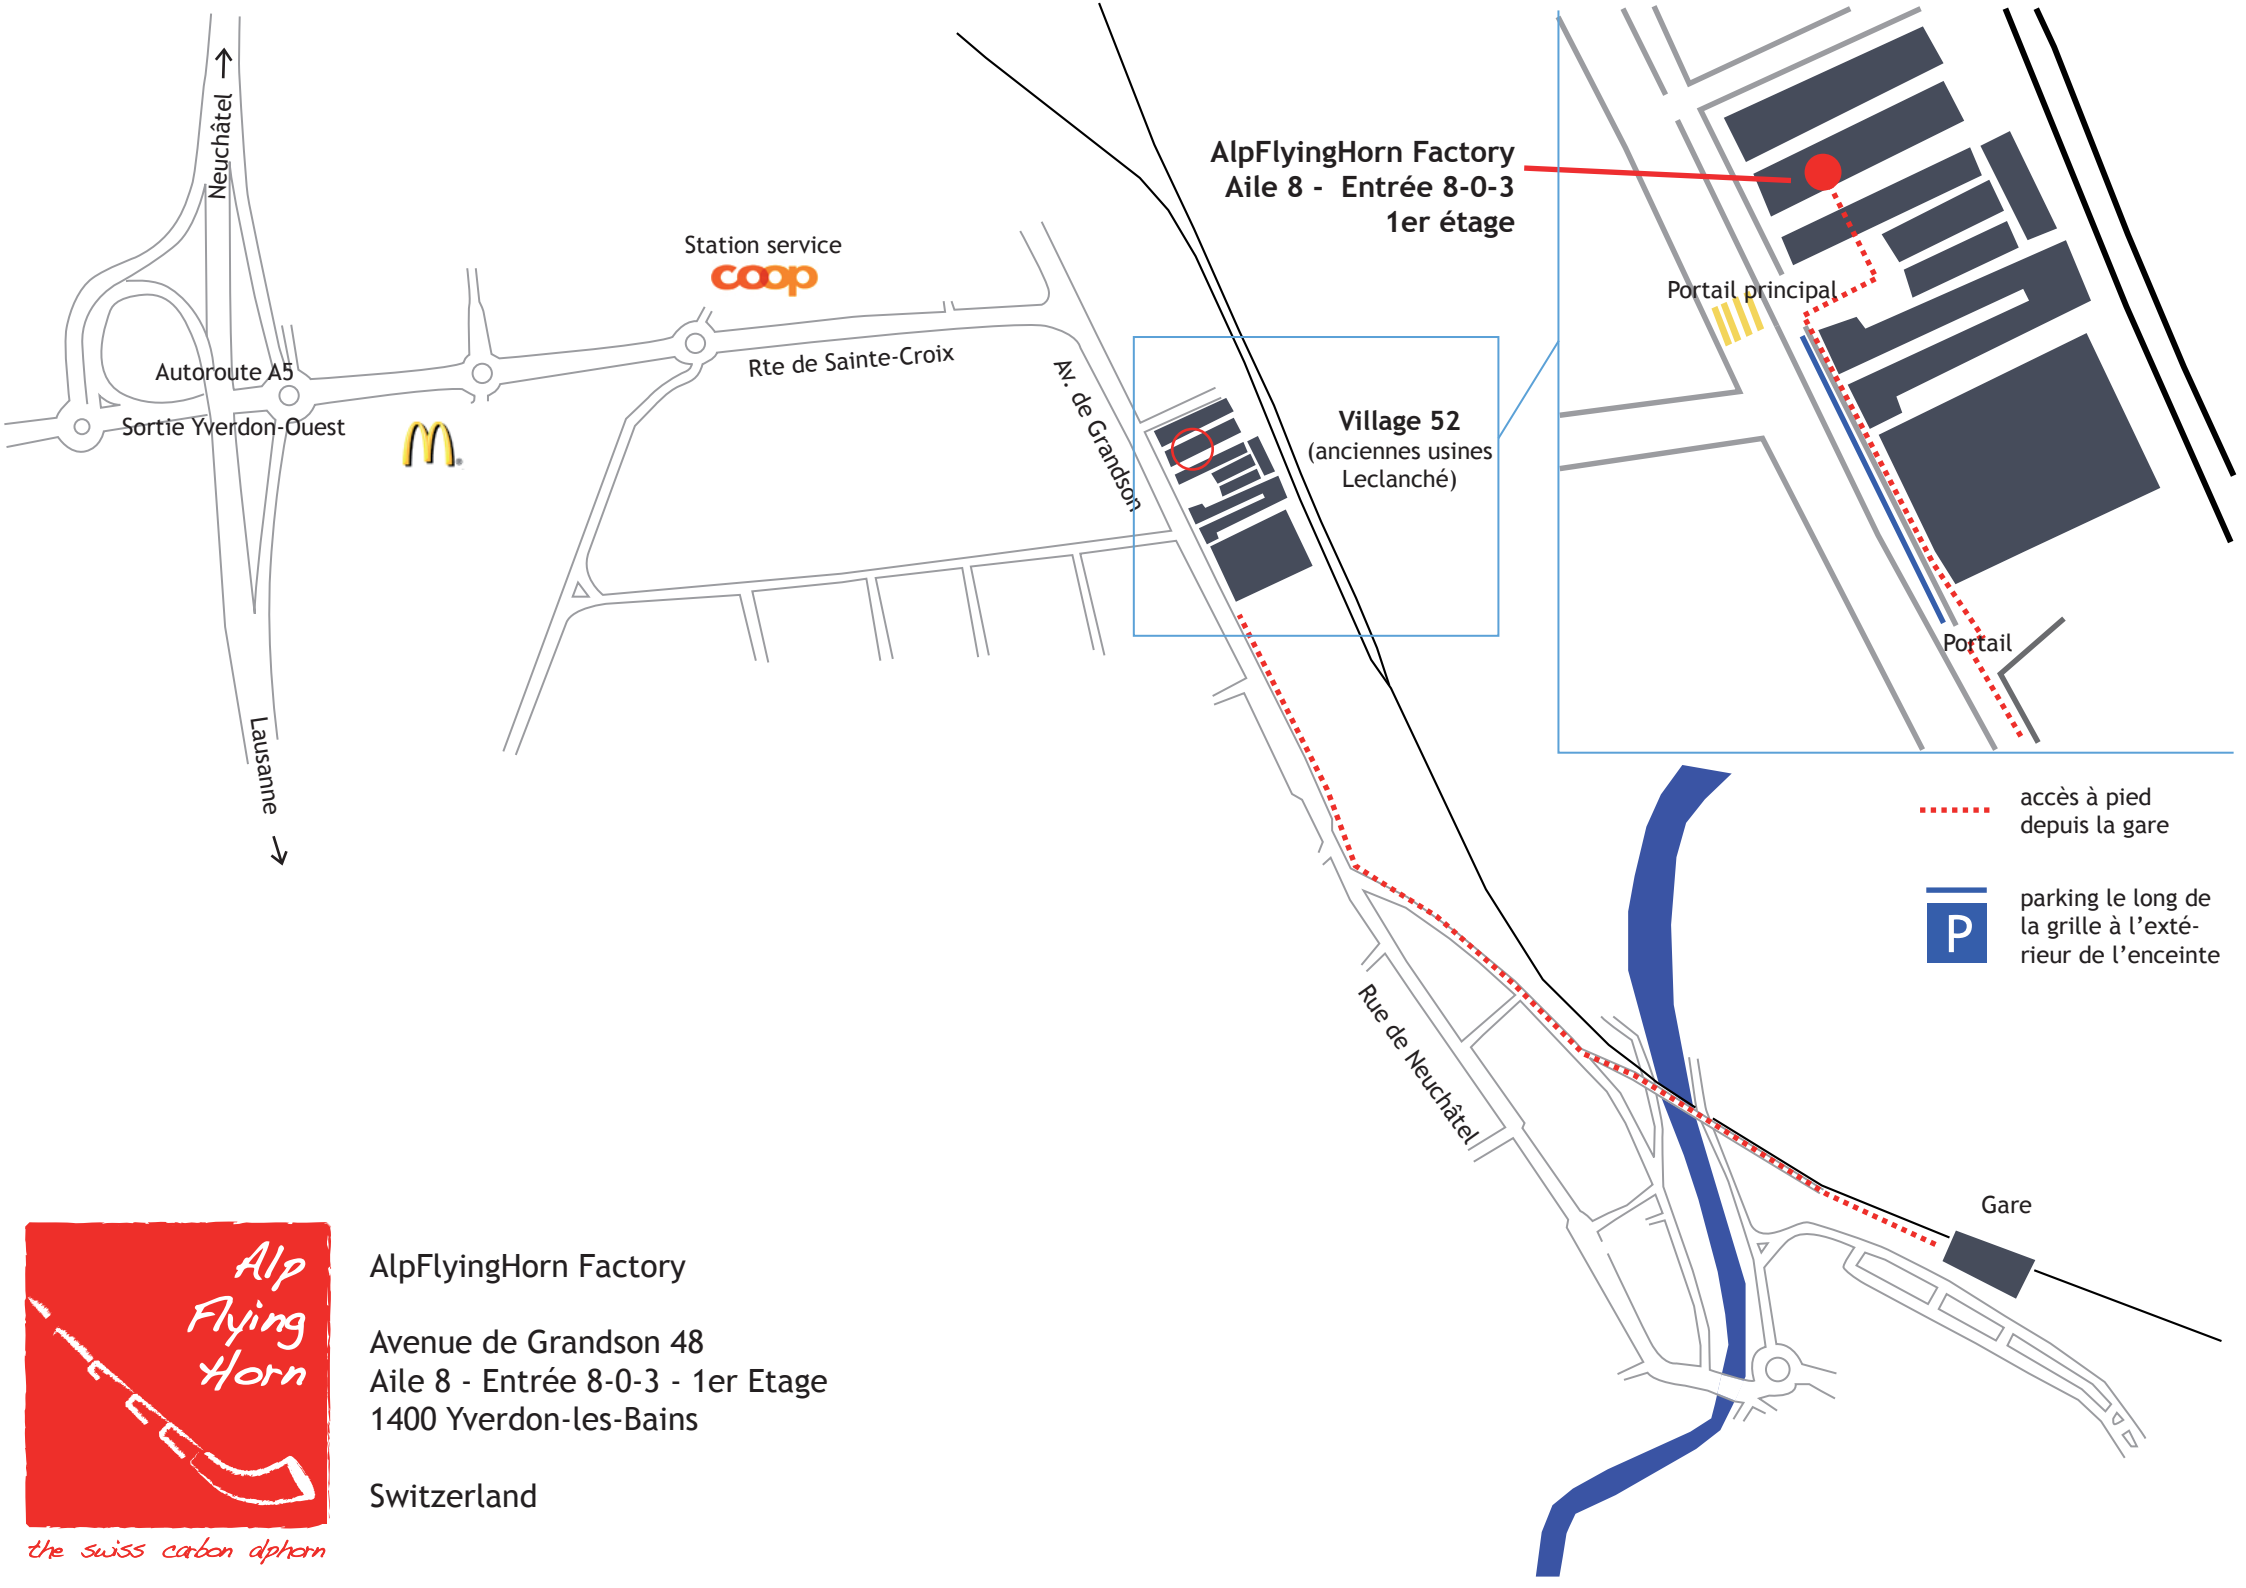 Neuchâtel
Autoroute A5
Sortie Yverdon-Ouest
Lausanne
M
Station service
coop
Rte de Sainte-Croix
Av. de Grandson
AlpFlyingHorn Factory
Aile 8 - Entrée 8-0-3
1er étage
Village 52
(anciennes usines
Leclanché)
Portail principal
Portail
accès à pied
depuis la gare
P
parking le long de
la grille à l'exté-
rieur de l'enceinte
Rue de Neuchâtel
Gare
Alp
Flying
Horn
the swiss carbon alphorn
AlpFlyingHorn Factory
Avenue de Grandson 48
Aile 8 - Entrée 8-0-3 - 1er Etage
1400 Yverdon-les-Bains
Switzerland